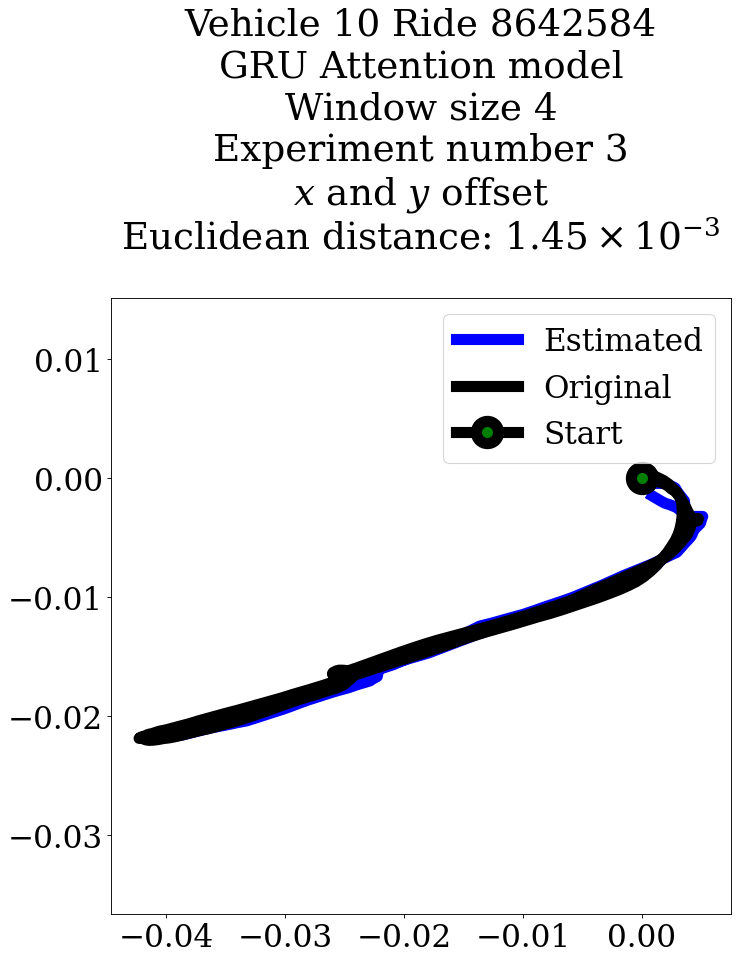 Vehicle 10 Ride 8642584
GRU Attention model
Window size 4
Experiment number 3
x and y offset
Euclidean distance: 1.45 × 10⁻³
Estimated
Original
Start
0.01
0.00
−0.01
−0.02
−0.03
−0.04 −0.03 −0.02 −0.01 0.00